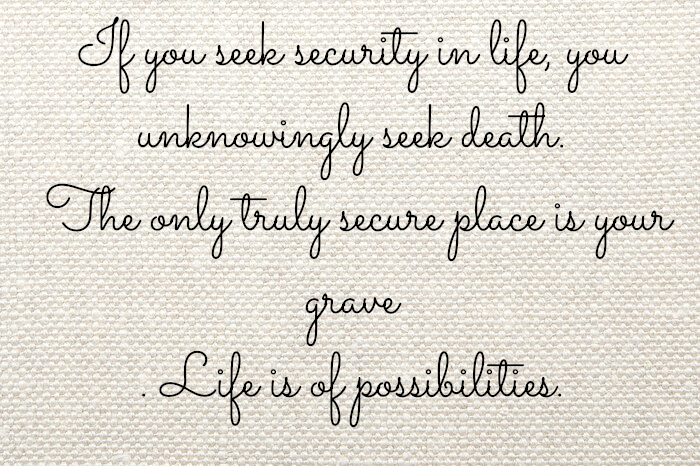 If you seek security in life, you
unknowingly seek death.
The only truly secure place is your
grave
. Life is of possibilities.